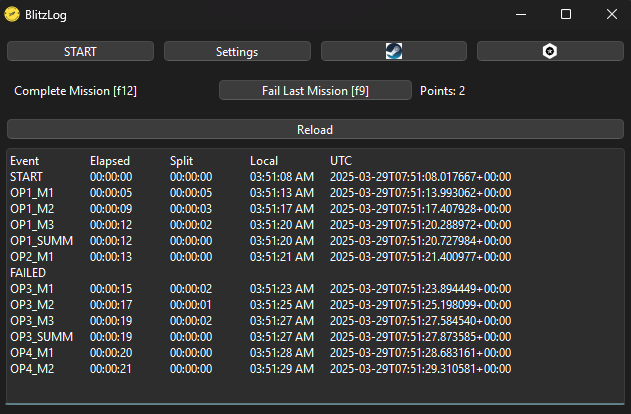 BlitzLog
START Settings
Complete Mission [f12] Fail Last Mission [f9] Points: 2
Reload
Event Elapsed Split Local UTC
START 00:00:00 00:00:00 03:51:08 AM 2025-03-29T07:51:08.017667+00:00
OP1_M1 00:00:05 00:00:05 03:51:13 AM 2025-03-29T07:51:13.993062+00:00
OP1_M2 00:00:09 00:00:03 03:51:17 AM 2025-03-29T07:51:17.407928+00:00
OP1_M3 00:00:12 00:00:02 03:51:20 AM 2025-03-29T07:51:20.288972+00:00
OP1_SUMM 00:00:12 00:00:00 03:51:20 AM 2025-03-29T07:51:20.727984+00:00
OP2_M1 00:00:13 00:00:00 03:51:21 AM 2025-03-29T07:51:21.400977+00:00
FAILED
OP3_M1 00:00:15 00:00:02 03:51:23 AM 2025-03-29T07:51:23.894449+00:00
OP3_M2 00:00:17 00:00:01 03:51:25 AM 2025-03-29T07:51:25.198099+00:00
OP3_M3 00:00:19 00:00:02 03:51:27 AM 2025-03-29T07:51:27.584540+00:00
OP3_SUMM 00:00:19 00:00:00 03:51:27 AM 2025-03-29T07:51:27.873585+00:00
OP4_M1 00:00:20 00:00:00 03:51:28 AM 2025-03-29T07:51:28.683161+00:00
OP4_M2 00:00:21 00:00:00 03:51:29 AM 2025-03-29T07:51:29.310581+00:00